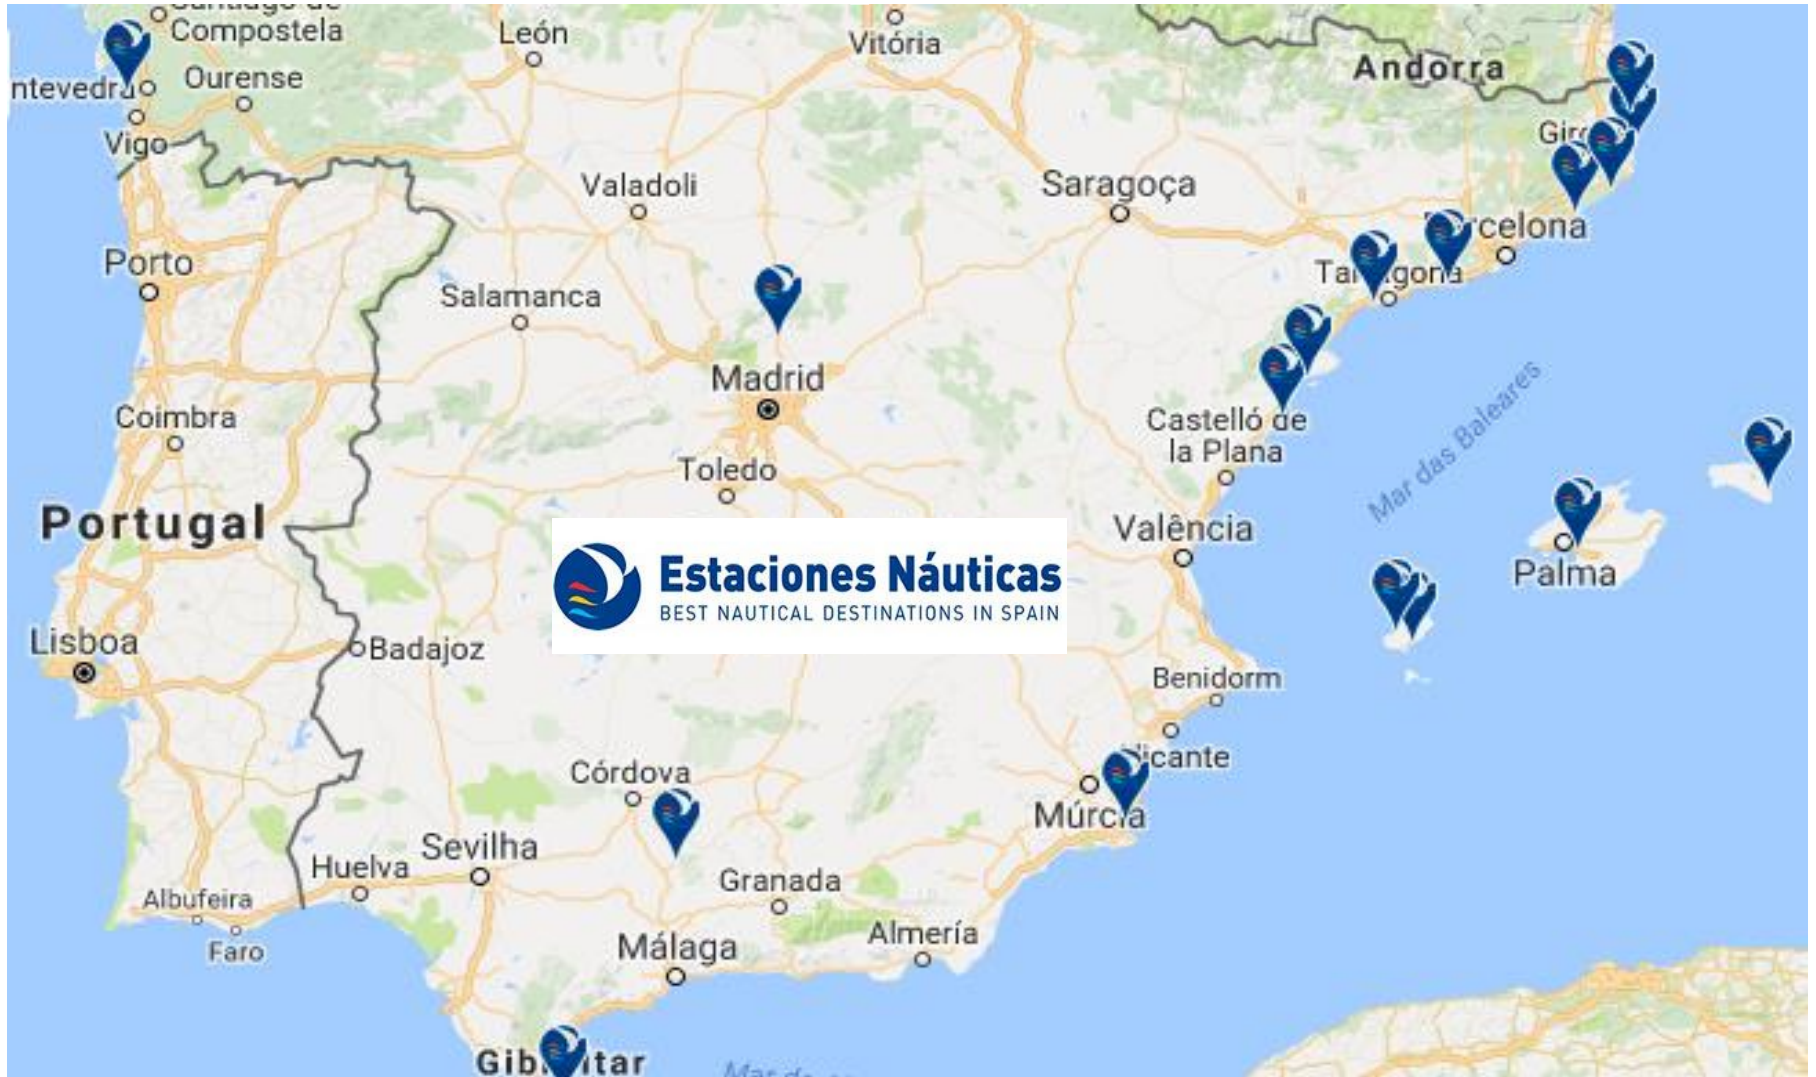 Compostela
León
Vitória
Andorra
Ourense
Vigo
Valadoli
Saragoça
Porto
Salamanca
Madrid
Coimbra
Castelló de
la Plana
Toledo
Mar das Baleares
Portugal
Valência
Palma
Estaciones Náuticas
BEST NAUTICAL DESTINATIONS IN SPAIN
Lisboa
Badajoz
Benidorm
Córdova
Múrcia
Sevilha
Huelva
Granada
Albufeira
Almería
Málaga
Faro